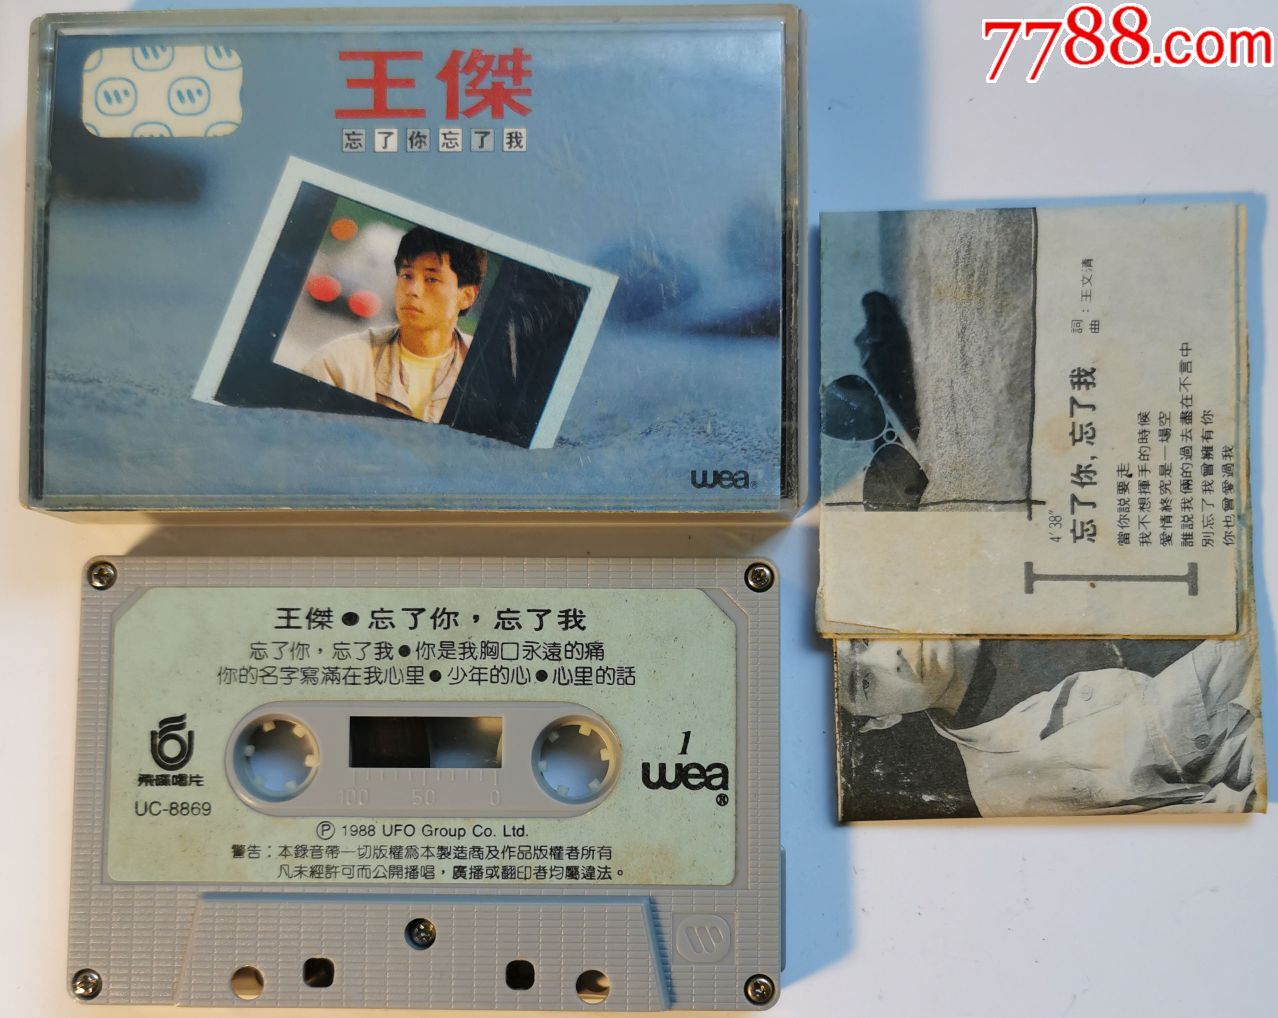 7788.com
王傑
忘了你忘了我
wea®
王傑●忘了你，忘了我
忘了你，忘了我●你是我胸口永遠的痛
你的名字寫滿在我心里●少年的心●心里的話
飛碟唱片
UC-8869
1
wea
®
100 50 0
Ⓟ 1988 UFO Group Co. Ltd.
警告：本錄音帶一切版權為本製造商及作品版權者所有
凡未經許可而公開播唱，廣播或翻印者均屬違法。
4'38"
忘了你，忘了我
詞：王文清
曲
當你說要走
我不想揮手的時候
愛情終究是一場空
誰說我倆的過去盡在不言中
別忘了我曾擁有你
你也曾愛過我